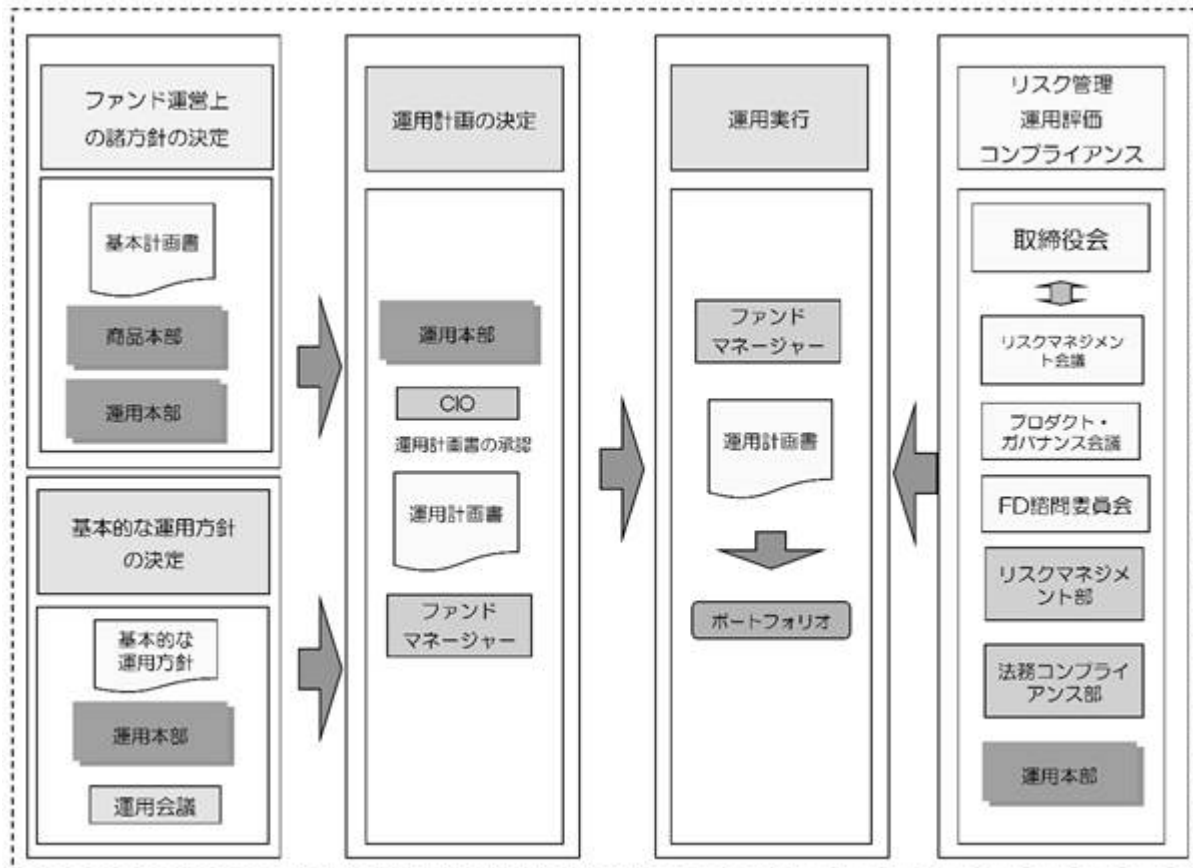 ファンド運営上
の諸方針の決定
基本計画書
商品本部
運用本部
基本的な運用方針
の決定
基本的な
運用方針
運用本部
運用会議
運用計画の決定
運用本部
CIO
運用計画書の承認
運用計画書
ファンド
マネージャー
運用実行
ファンド
マネージャー
運用計画書
ポートフォリオ
リスク管理
運用評価
コンプライアンス
取締役会
リスクマネジメン
ト会議
プロダクト・
ガバナンス会議
FD諮問委員会
リスクマネジメ
ント部
法務コンプライ
アンス部
運用本部